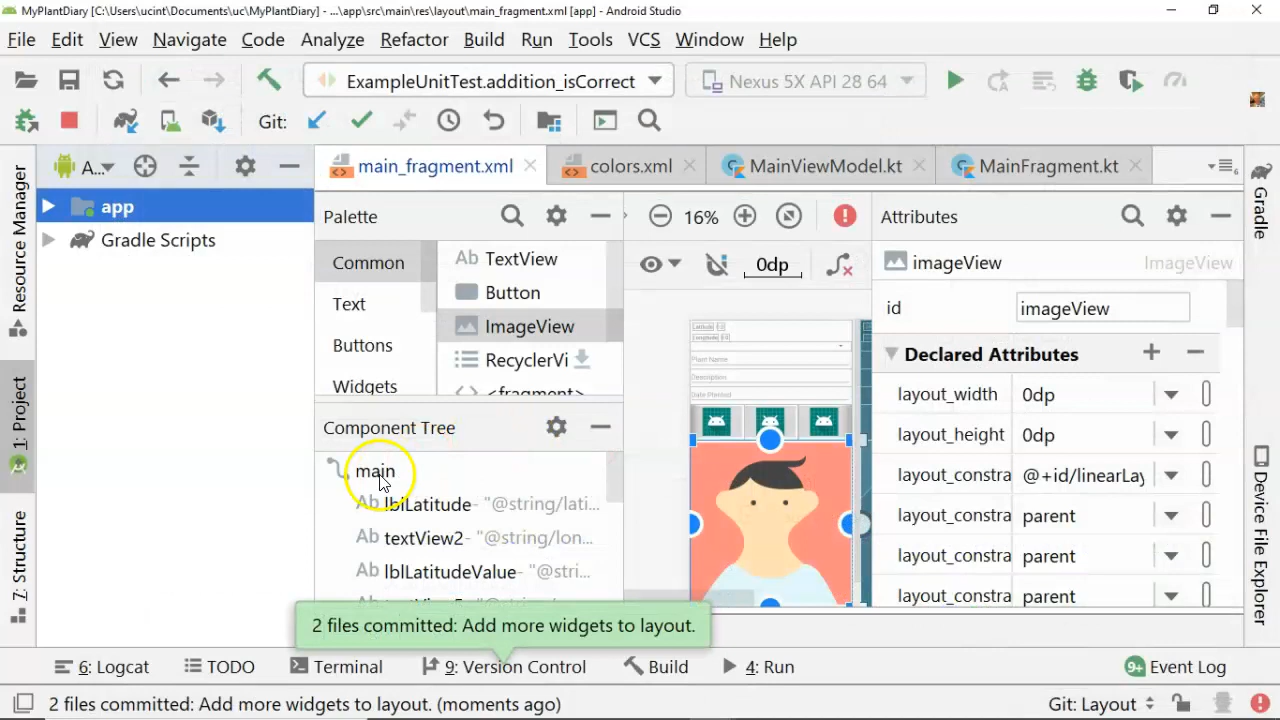 MyPlantDiary [C:\Users\ucint\Documents\uc\MyPlantDiary] - ...\app\src\main\res\layout\main_fragment.xml [app] - Android Studio
File Edit View Navigate Code Analyze Refactor Build Run Tools VCS Window Help
ExampleUnitTest.addition_isCorrect Nexus 5X API 28 64
Git:
A... main_fragment.xml colors.xml MainViewModel.kt MainFragment.kt
Resource Manager
1: Project
7: Structure
app
Gradle Scripts
Palette
Common
Text
Buttons
Widgets
Ab TextView
Button
ImageView
RecyclerVi
<fragment>
Component Tree
main
Ab lblLatitude - "@string/lati...
Ab textView2 - "@string/lon...
Ab lblLatitudeValue - "@stri...
16%
0dp
Plant Name
Description
Date Planted
Attributes
imageView ImageView
id imageView
Declared Attributes
layout_width 0dp
layout_height 0dp
layout_constra @+id/linearLay
layout_constra parent
layout_constra parent
layout_constra parent
Gradle
Device File Explorer
2 files committed: Add more widgets to layout.
6: Logcat TODO Terminal 9: Version Control Build 4: Run 9+ Event Log
2 files committed: Add more widgets to layout. (moments ago) Git: Layout